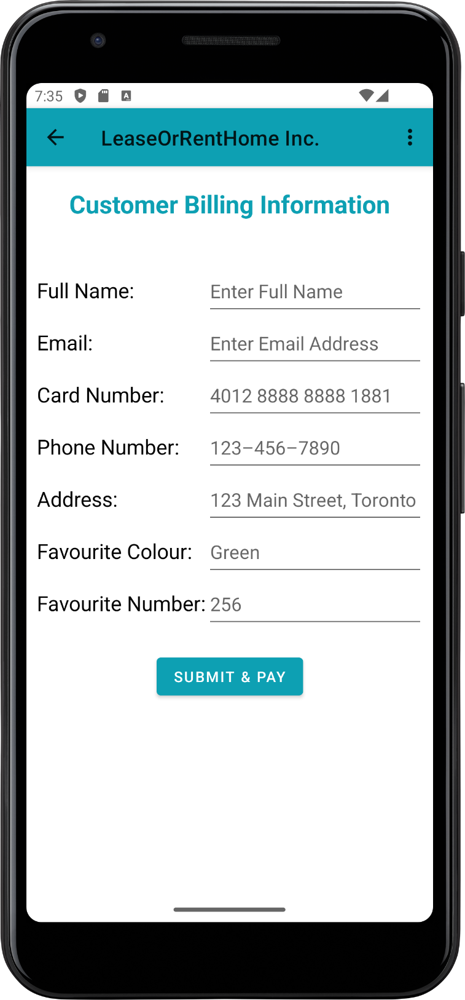 7:35
LeaseOrRentHome Inc.
Customer Billing Information
Full Name: Enter Full Name
Email: Enter Email Address
Card Number: 4012 8888 8888 1881
Phone Number: 123–456–7890
Address: 123 Main Street, Toronto
Favourite Colour: Green
Favourite Number: 256
SUBMIT & PAY